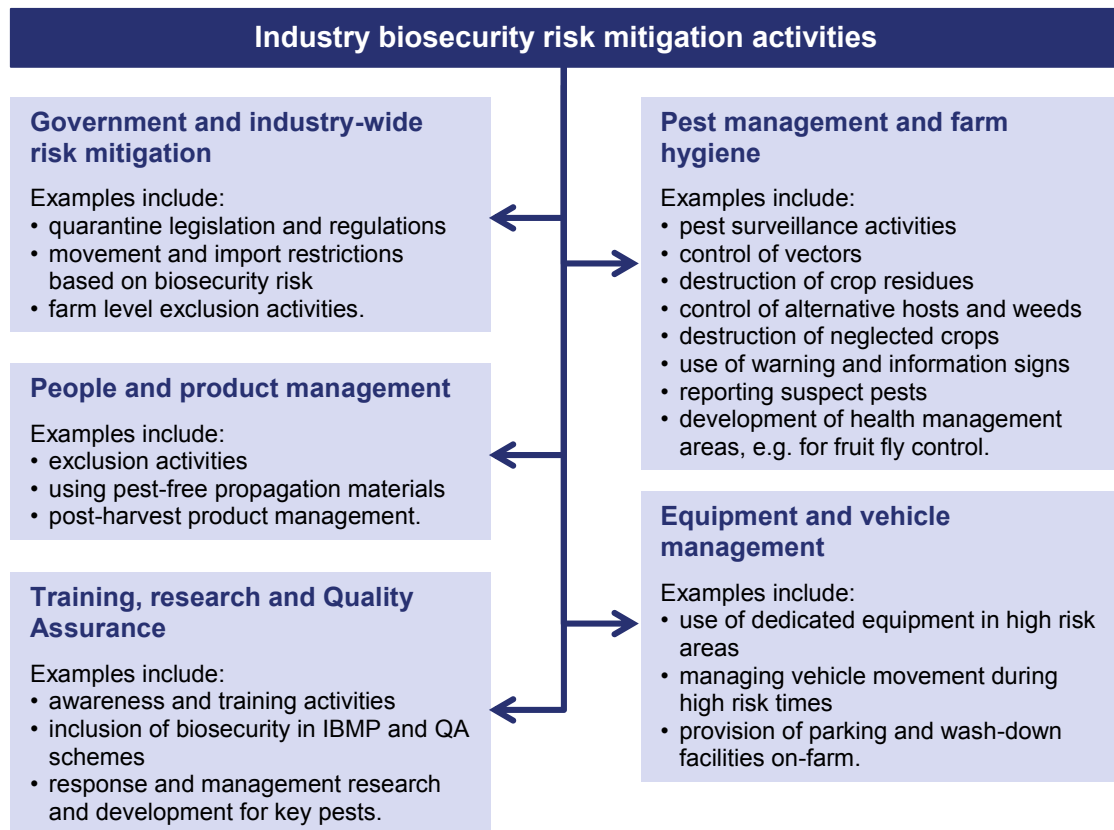 Industry biosecurity risk mitigation activities
Government and industry-wide
risk mitigation
Examples include:
• quarantine legislation and regulations
• movement and import restrictions
based on biosecurity risk
• farm level exclusion activities.
People and product management
Examples include:
• exclusion activities
• using pest-free propagation materials
• post-harvest product management.
Training, research and Quality
Assurance
Examples include:
• awareness and training activities
• inclusion of biosecurity in IBMP and QA
schemes
• response and management research
and development for key pests.
Pest management and farm
hygiene
Examples include:
• pest surveillance activities
• control of vectors
• destruction of crop residues
• control of alternative hosts and weeds
• destruction of neglected crops
• use of warning and information signs
• reporting suspect pests
• development of health management
areas, e.g. for fruit fly control.
Equipment and vehicle
management
Examples include:
• use of dedicated equipment in high risk
areas
• managing vehicle movement during
high risk times
• provision of parking and wash-down
facilities on-farm.